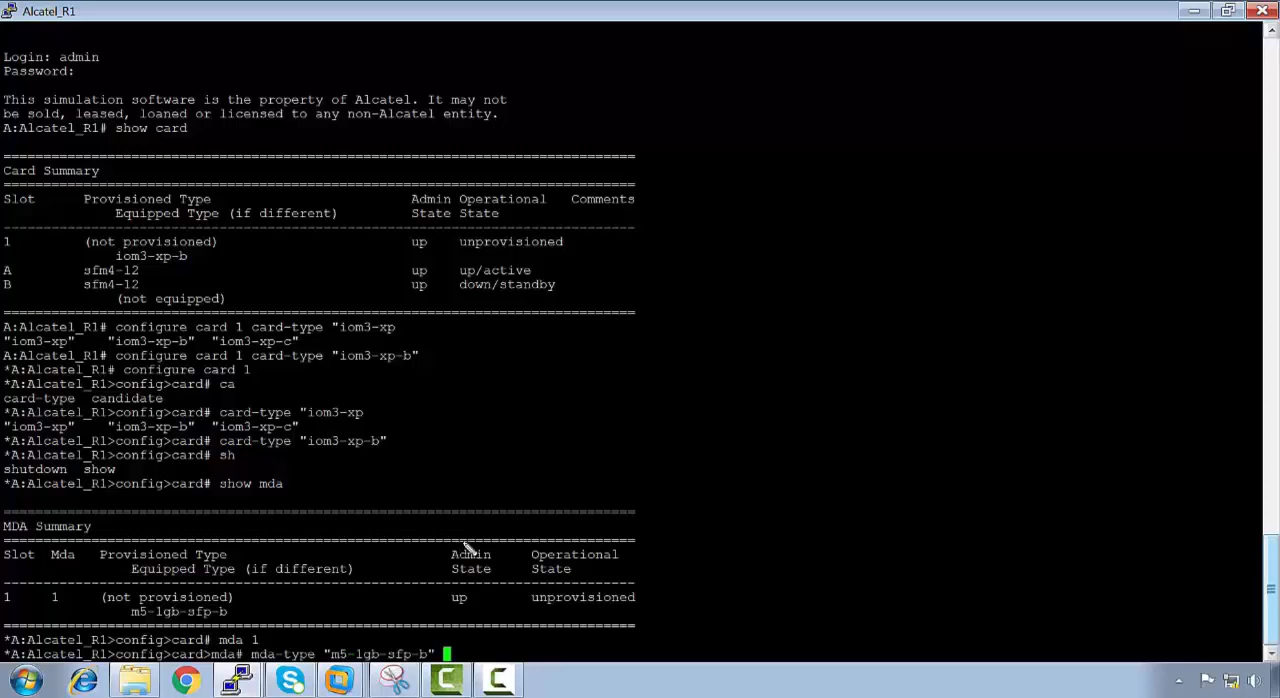 Alcatel_R1
Login: admin
Password:
This simulation software is the property of Alcatel. It may not
be sold, leased, loaned or licensed to any non-Alcatel entity.
A:Alcatel_R1# show card
===============================================================================
Card Summary
===============================================================================
Slot      Provisioned Type                         Admin Operational   Comments
              Equipped Type (if different)         State State
-------------------------------------------------------------------------------
1         (not provisioned)                        up    unprovisioned
              iom3-xp-b
A         sfm4-12                                  up    up/active
B         sfm4-12                                  up    down/standby
              (not equipped)
===============================================================================
A:Alcatel_R1# configure card 1 card-type "iom3-xp
"iom3-xp"    "iom3-xp-b"  "iom3-xp-c"
A:Alcatel_R1# configure card 1 card-type "iom3-xp-b"
*A:Alcatel_R1# configure card 1
*A:Alcatel_R1>config>card# ca
card-type  candidate
*A:Alcatel_R1>config>card# card-type "iom3-xp
"iom3-xp"    "iom3-xp-b"  "iom3-xp-c"
*A:Alcatel_R1>config>card# card-type "iom3-xp-b"
*A:Alcatel_R1>config>card# sh
shutdown  show
*A:Alcatel_R1>config>card# show mda
===============================================================================
MDA Summary
===============================================================================
Slot  Mda   Provisioned Type                            Admin     Operational
                Equipped Type (if different)            State     State
-------------------------------------------------------------------------------
1     1     (not provisioned)                           up        unprovisioned
                m5-1gb-sfp-b
===============================================================================
*A:Alcatel_R1>config>card# mda 1
*A:Alcatel_R1>config>card>mda# mda-type "m5-1gb-sfp-b"